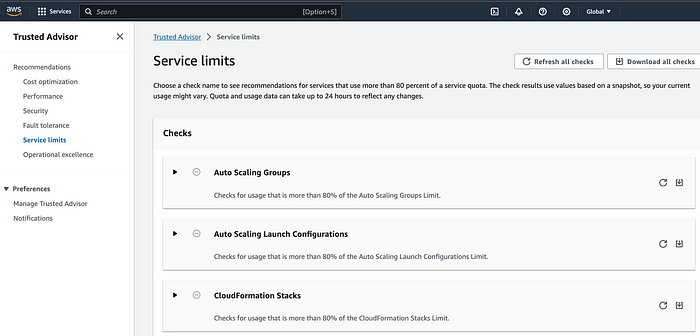 aws
Services
Search
[Option+S]
Global
Trusted Advisor
Recommendations
Cost optimization
Performance
Security
Fault tolerance
Service limits
Operational excellence
Preferences
Manage Trusted Advisor
Notifications
Trusted Advisor > Service limits
Service limits
Refresh all checks
Download all checks
Choose a check name to see recommendations for services that use more than 80 percent of a service quota. The check results use values based on a snapshot, so your current
usage might vary. Quota and usage data can take up to 24 hours to reflect any changes.
Checks
Auto Scaling Groups
Checks for usage that is more than 80% of the Auto Scaling Groups Limit.
Auto Scaling Launch Configurations
Checks for usage that is more than 80% of the Auto Scaling Launch Configurations Limit.
CloudFormation Stacks
Checks for usage that is more than 80% of the CloudFormation Stacks Limit.